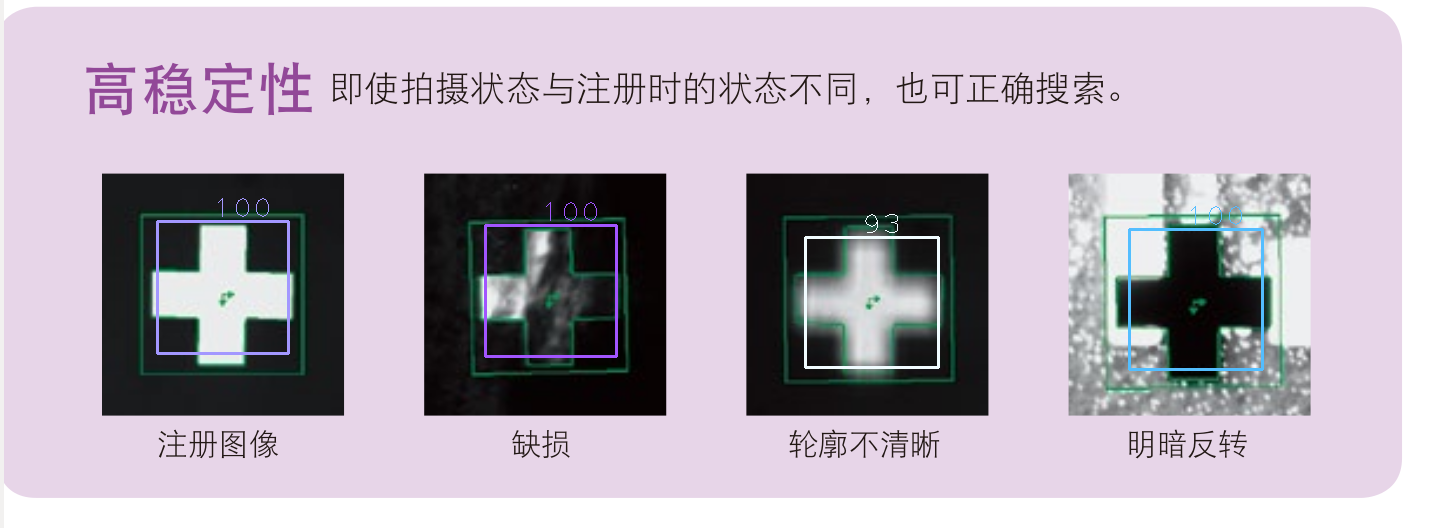 高稳定性 即使拍摄状态与注册时的状态不同，也可正确搜索。
100 100 93 100
注册图像 缺损 轮廓不清晰 明暗反转